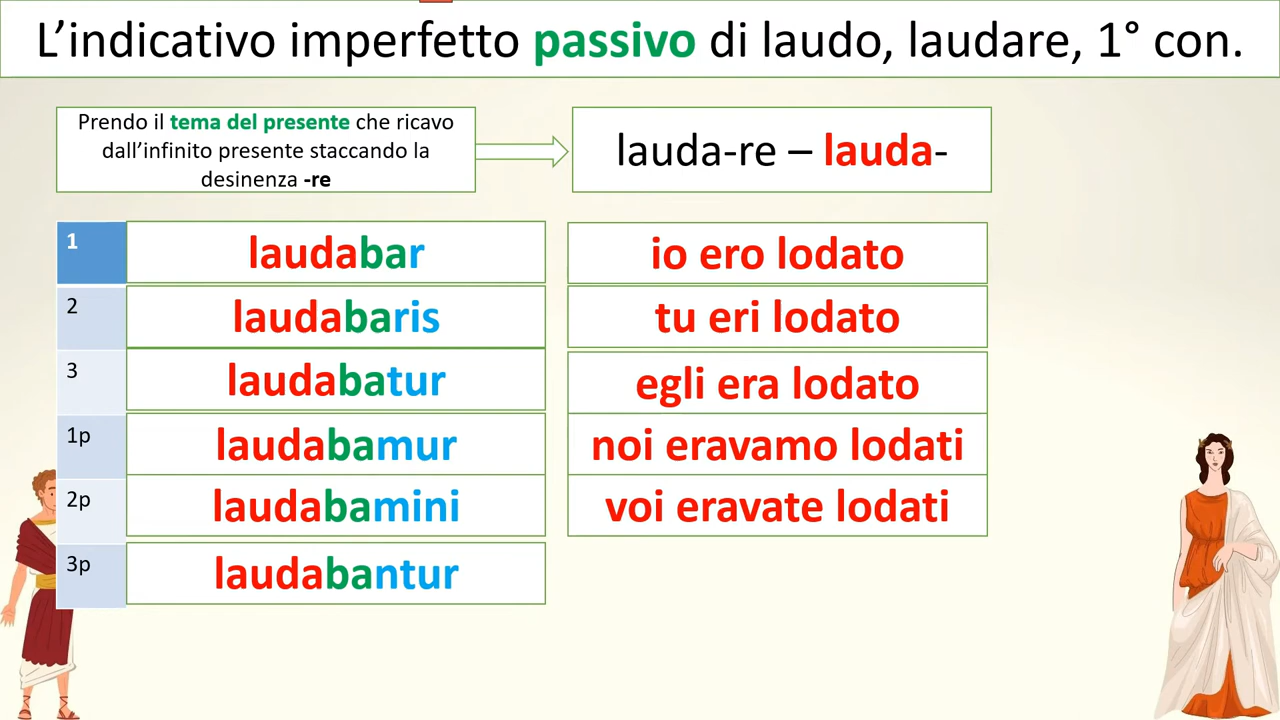 L'indicativo imperfetto passivo di laudo, laudare, 1° con.
Prendo il tema del presente che ricavo
dall'infinito presente staccando la
desinenza -re
lauda-re – lauda-
1 laudabar io ero lodato
2 laudabaris tu eri lodato
3 laudabatur egli era lodato
1p laudabamur noi eravamo lodati
2p laudabamini voi eravate lodati
3p laudabantur